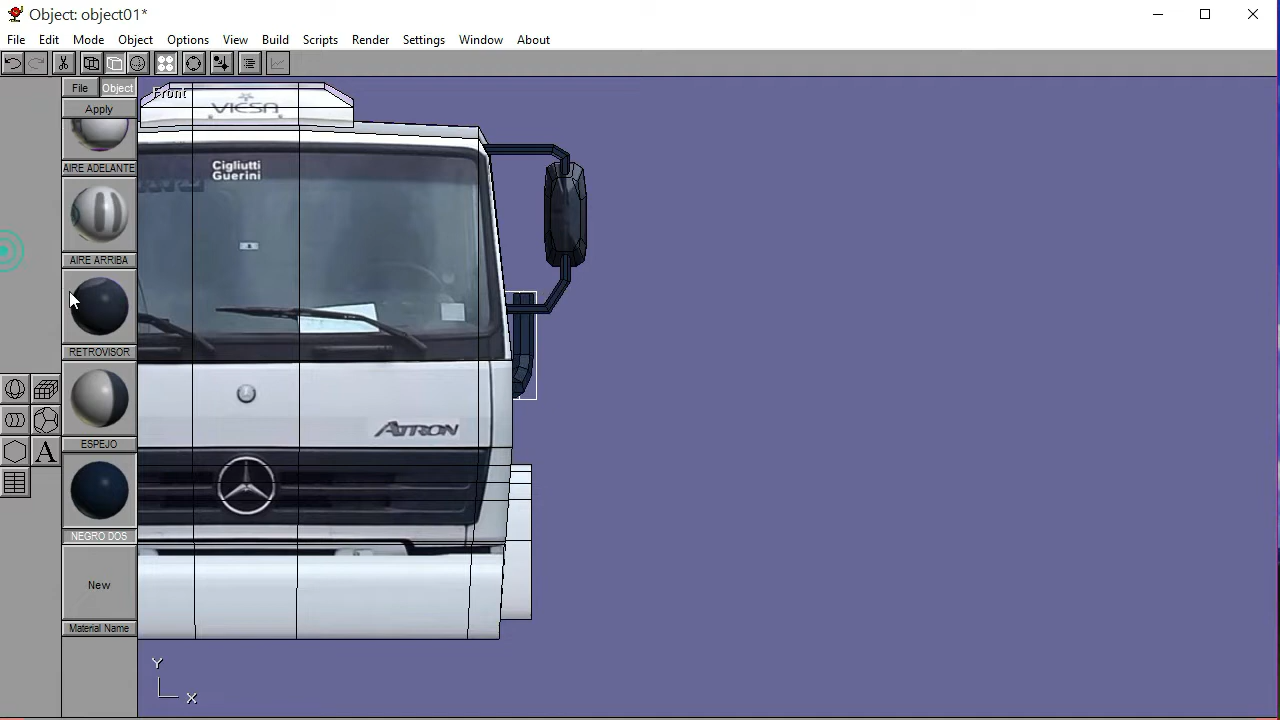 Object: object01*
File Edit Mode Object Options View Build Scripts Render Settings Window About
File Object
Apply
Front
VICSA
AIRE ADELANTE
Cigliutti
Guerini
AIRE ARRIBA
RETROVISOR
ATRON
ESPEJO
NEGRO DOS
New
Material Name
Y
X
A